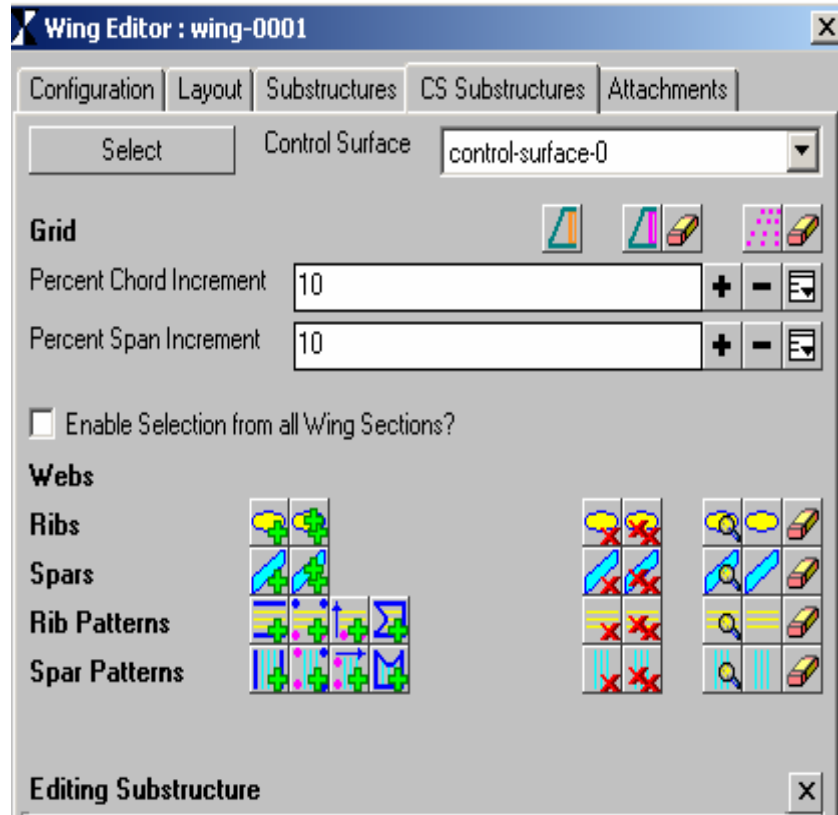 Wing Editor : wing-0001
Configuration Layout Substructures CS Substructures Attachments
Select Control Surface control-surface-0
Grid
Percent Chord Increment 10
Percent Span Increment 10
Enable Selection from all Wing Sections?
Webs
Ribs
Spars
Rib Patterns
Spar Patterns
Editing Substructure